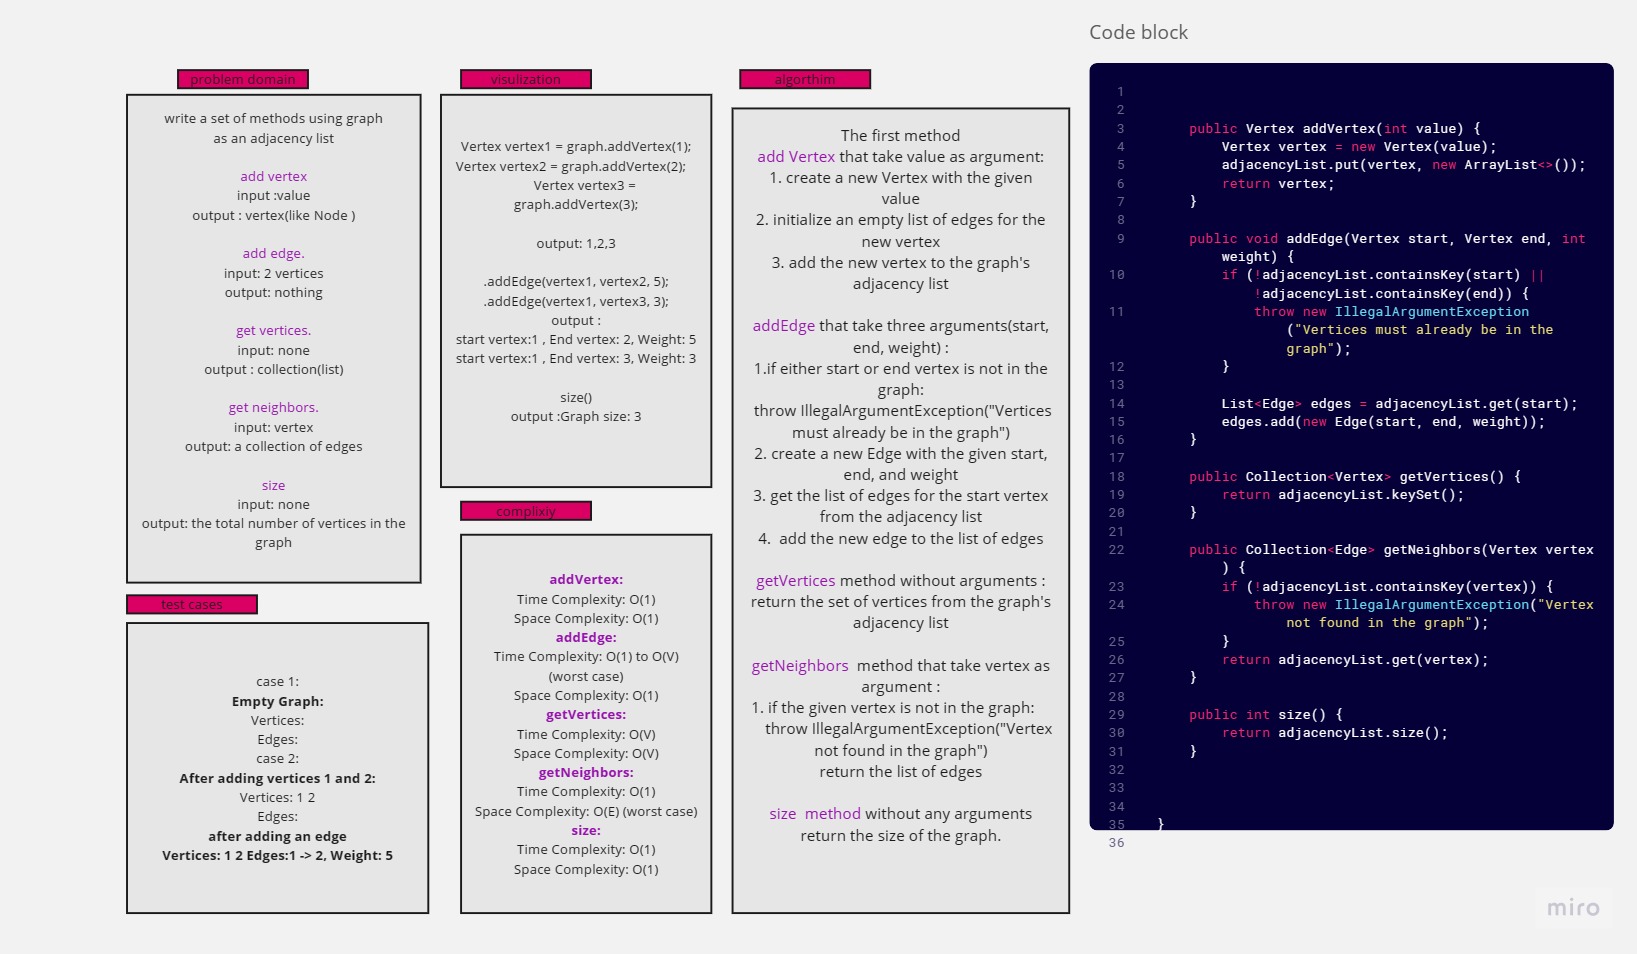 problem domain
write a set of methods using graph
as an adjacency list
add vertex
input :value
output : vertex(like Node )
add edge.
input: 2 vertices
output: nothing
get vertices.
input: none
output : collection(list)
get neighbors.
input: vertex
output: a collection of edges
size
input: none
output: the total number of vertices in the
graph
test cases
case 1:
Empty Graph:
Vertices:
Edges:
case 2:
After adding vertices 1 and 2:
Vertices: 1 2
Edges:
after adding an edge
Vertices: 1 2 Edges:1 -> 2, Weight: 5
visulization
Vertex vertex1 = graph.addVertex(1);
Vertex vertex2 = graph.addVertex(2);
Vertex vertex3 =
graph.addVertex(3);
output: 1,2,3
.addEdge(vertex1, vertex2, 5);
.addEdge(vertex1, vertex3, 3);
output :
start vertex:1 , End vertex: 2, Weight: 5
start vertex:1 , End vertex: 3, Weight: 3
size()
output :Graph size: 3
complixiy
addVertex:
Time Complexity: O(1)
Space Complexity: O(1)
addEdge:
Time Complexity: O(1) to O(V)
(worst case)
Space Complexity: O(1)
getVertices:
Time Complexity: O(V)
Space Complexity: O(V)
getNeighbors:
Time Complexity: O(1)
Space Complexity: O(E) (worst case)
size:
Time Complexity: O(1)
Space Complexity: O(1)
algorthim
The first method
add Vertex that take value as argument:
1. create a new Vertex with the given
value
2. initialize an empty list of edges for the
new vertex
3. add the new vertex to the graph's
adjacency list
addEdge that take three arguments(start,
end, weight) :
1.if either start or end vertex is not in the
graph:
throw IllegalArgumentException("Vertices
must already be in the graph")
2. create a new Edge with the given start,
end, and weight
3. get the list of edges for the start vertex
from the adjacency list
4.  add the new edge to the list of edges
getVertices method without arguments :
return the set of vertices from the graph's
adjacency list
getNeighbors  method that take vertex as
argument :
1. if the given vertex is not in the graph:
throw IllegalArgumentException("Vertex
not found in the graph")
return the list of edges
size  method without any arguments
return the size of the graph.
Code block
1
2
3 public Vertex addVertex(int value) {
4 Vertex vertex = new Vertex(value);
5 adjacencyList.put(vertex, new ArrayList<>());
6 return vertex;
7 }
8
9 public void addEdge(Vertex start, Vertex end, int
weight) {
10 if (!adjacencyList.containsKey(start) ||
!adjacencyList.containsKey(end)) {
11 throw new IllegalArgumentException
("Vertices must already be in the
graph");
12 }
13
14 List<Edge> edges = adjacencyList.get(start);
15 edges.add(new Edge(start, end, weight));
16 }
17
18 public Collection<Vertex> getVertices() {
19 return adjacencyList.keySet();
20 }
21
22 public Collection<Edge> getNeighbors(Vertex vertex
) {
23 if (!adjacencyList.containsKey(vertex)) {
24 throw new IllegalArgumentException("Vertex
not found in the graph");
25 }
26 return adjacencyList.get(vertex);
27 }
28
29 public int size() {
30 return adjacencyList.size();
31 }
32
33
34
35 }
36
miro